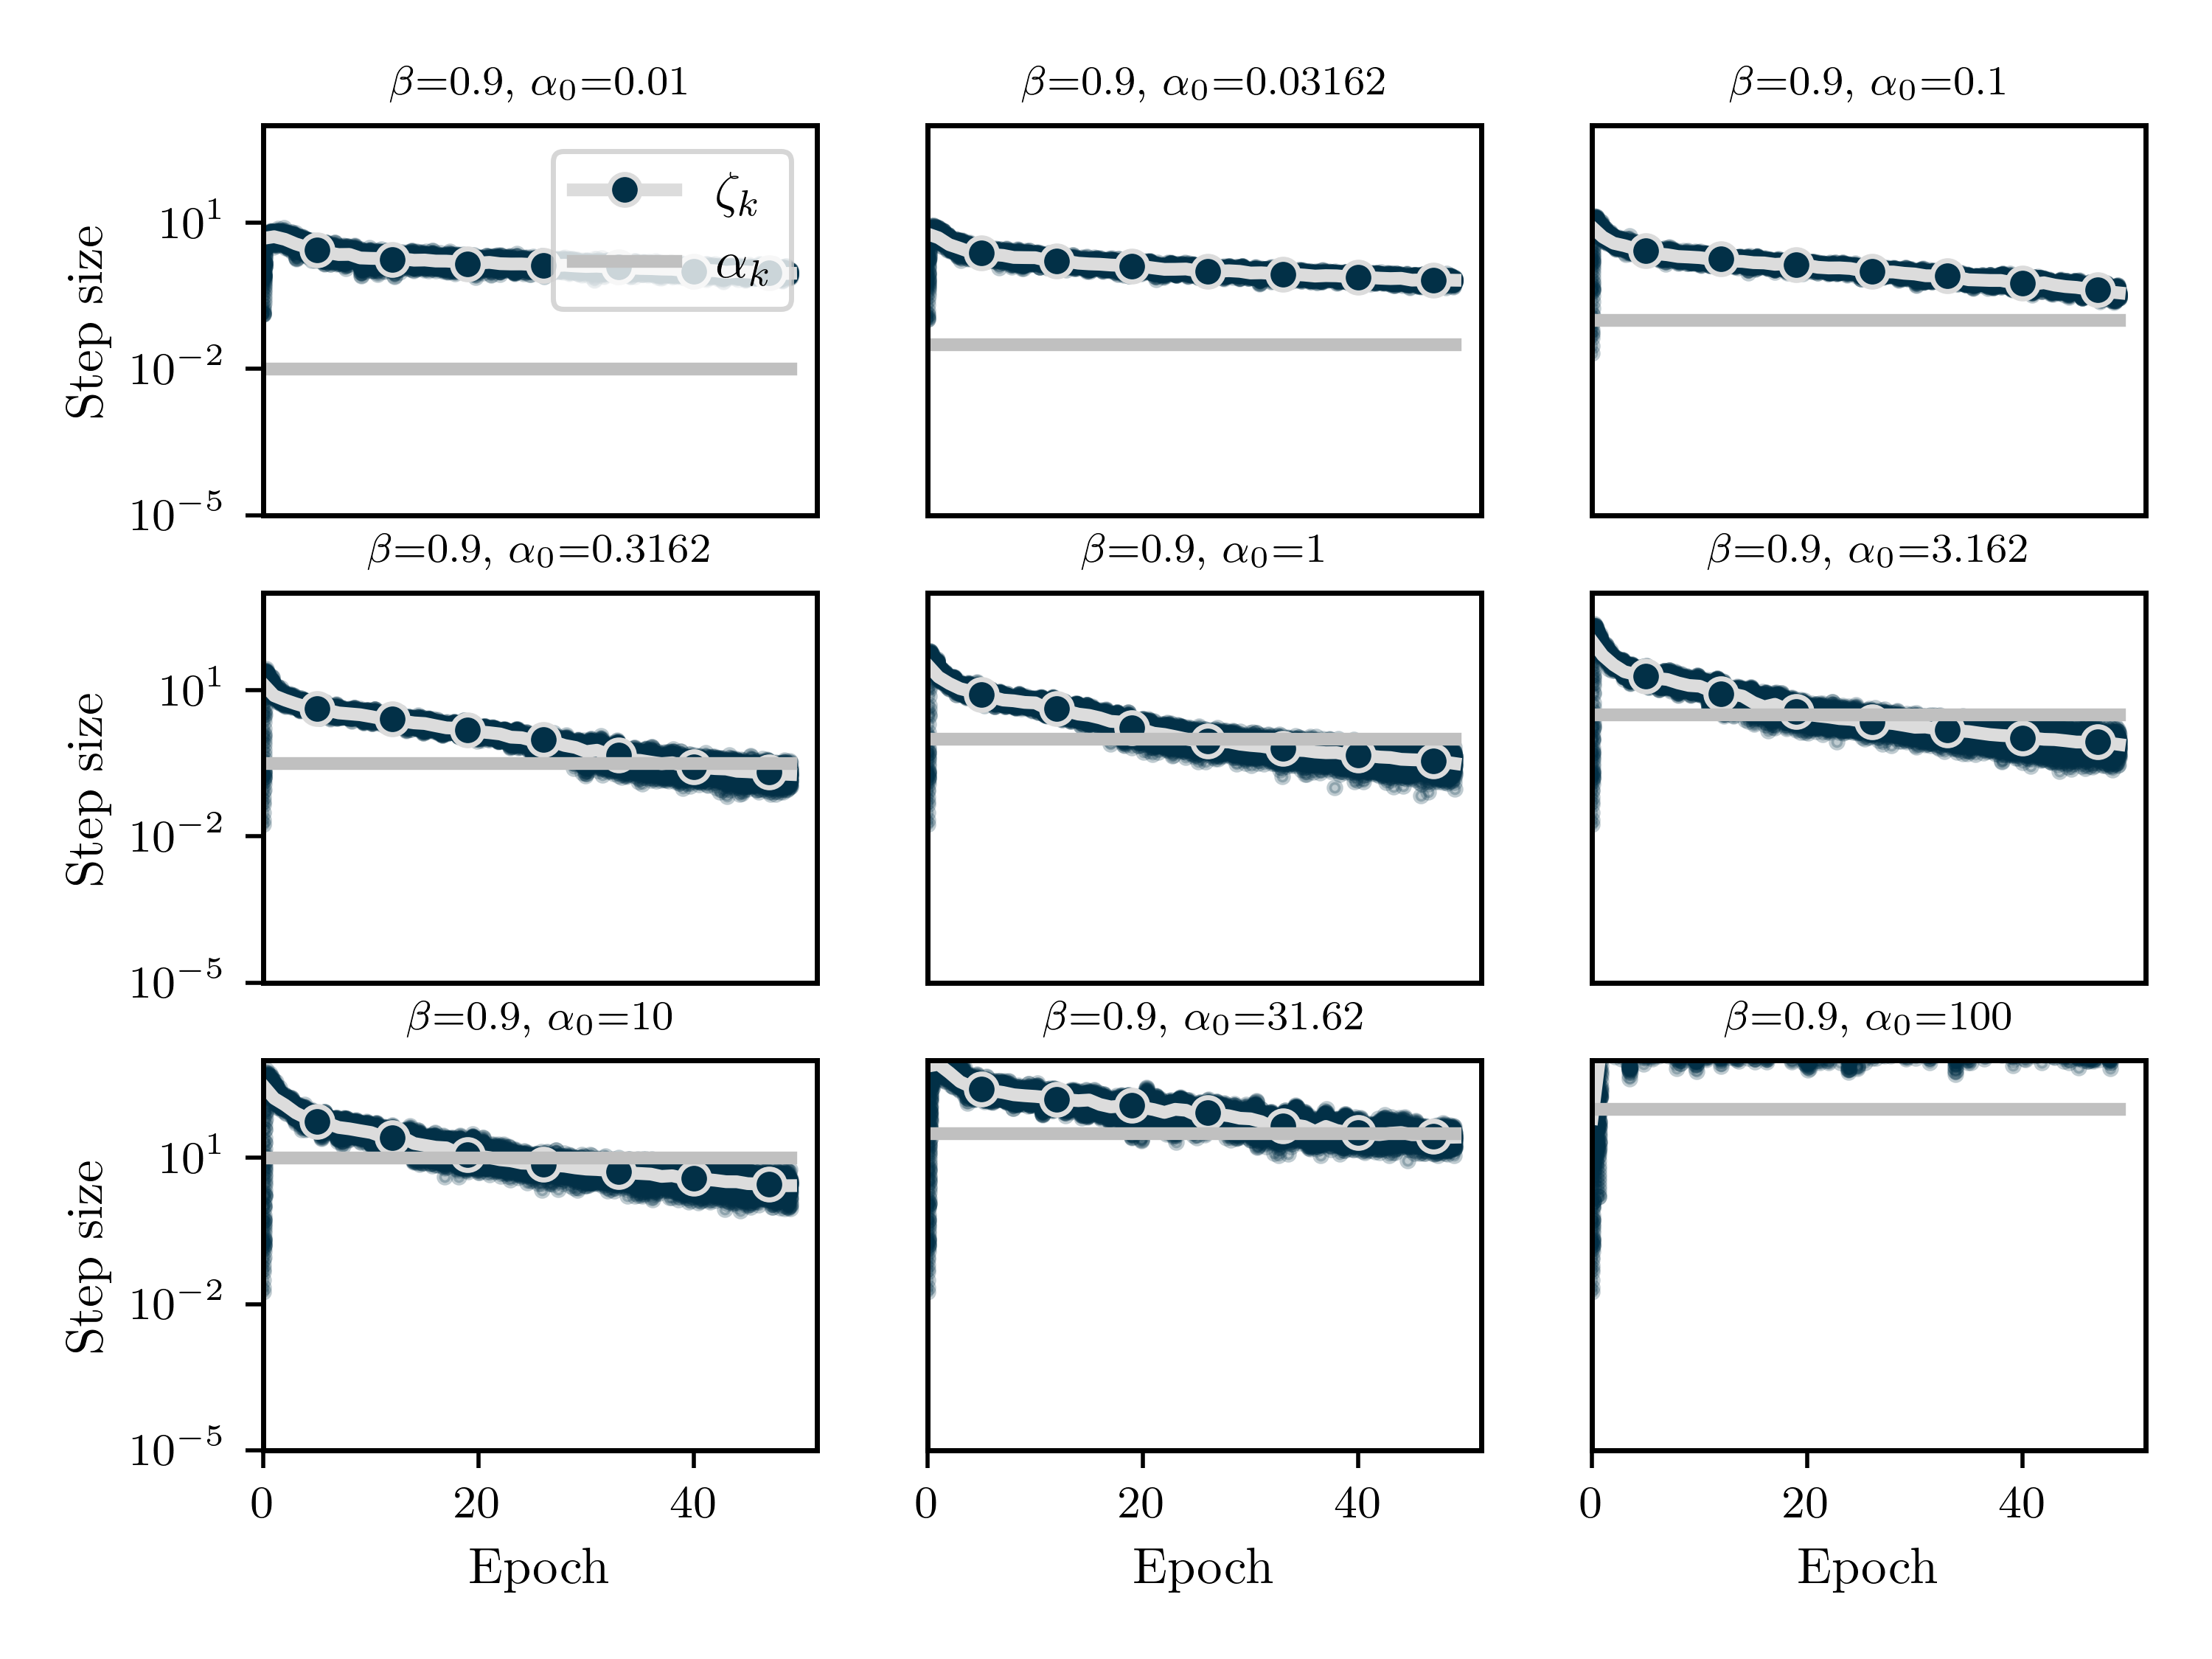 β=0.9, α₀=0.01
β=0.9, α₀=0.03162
β=0.9, α₀=0.1
Step size
10¹
10⁻²
10⁻⁵
ζₖ
αₖ
β=0.9, α₀=0.3162
β=0.9, α₀=1
β=0.9, α₀=3.162
Step size
10¹
10⁻²
10⁻⁵
β=0.9, α₀=10
β=0.9, α₀=31.62
β=0.9, α₀=100
Step size
10¹
10⁻²
10⁻⁵
0 20 40
0 20 40
0 20 40
Epoch
Epoch
Epoch